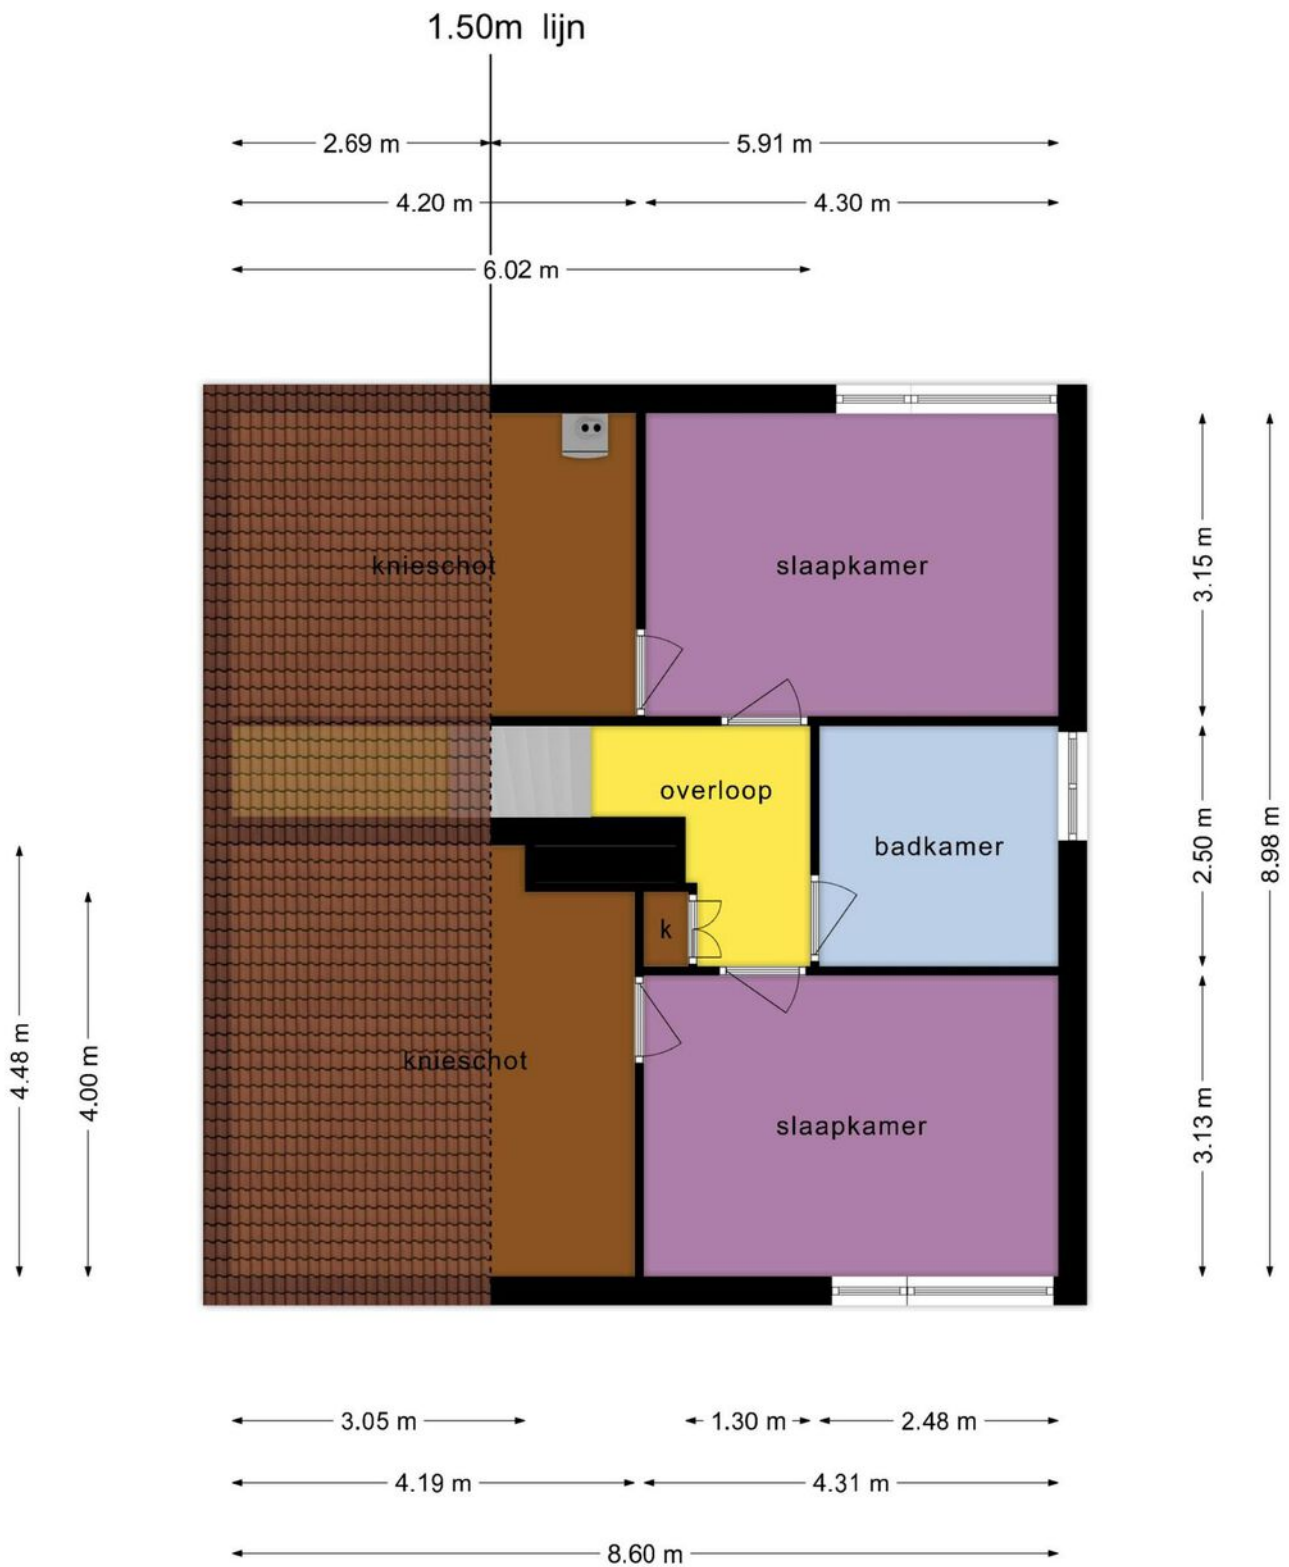 1.50m lijn
2.69 m
5.91 m
4.20 m
4.30 m
6.02 m
knieschot
slaapkamer
3.15 m
overloop
badkamer
2.50 m
8.98 m
k
4.48 m
4.00 m
knieschot
slaapkamer
3.13 m
3.05 m
1.30 m
2.48 m
4.19 m
4.31 m
8.60 m